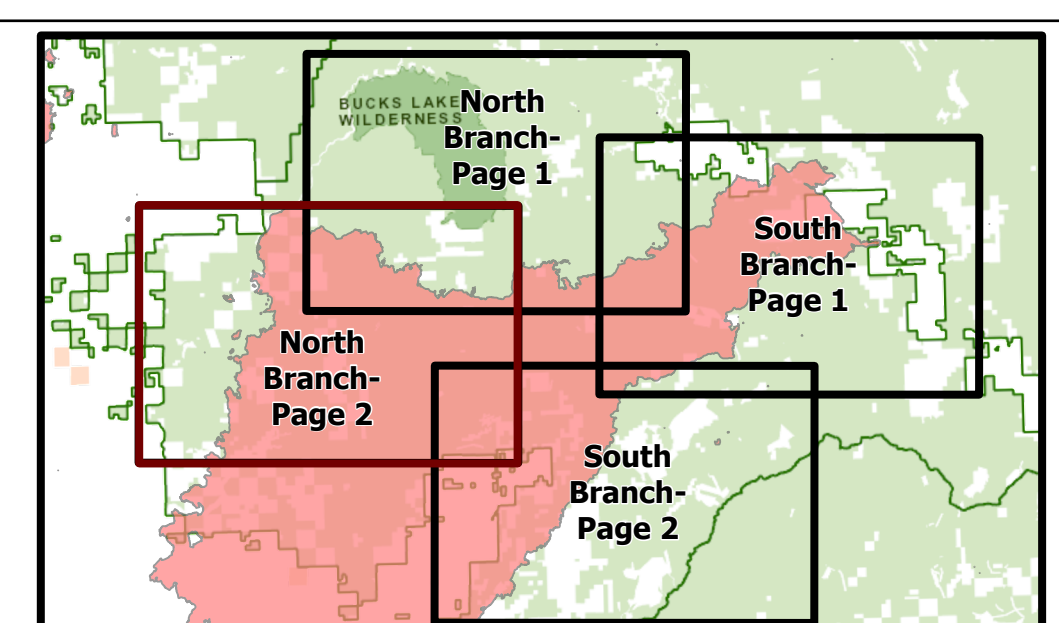 BUCKS LAKE
WILDERNESS
North
Branch-
Page 1
South
Branch-
Page 1
North
Branch-
Page 2
South
Branch-
Page 2